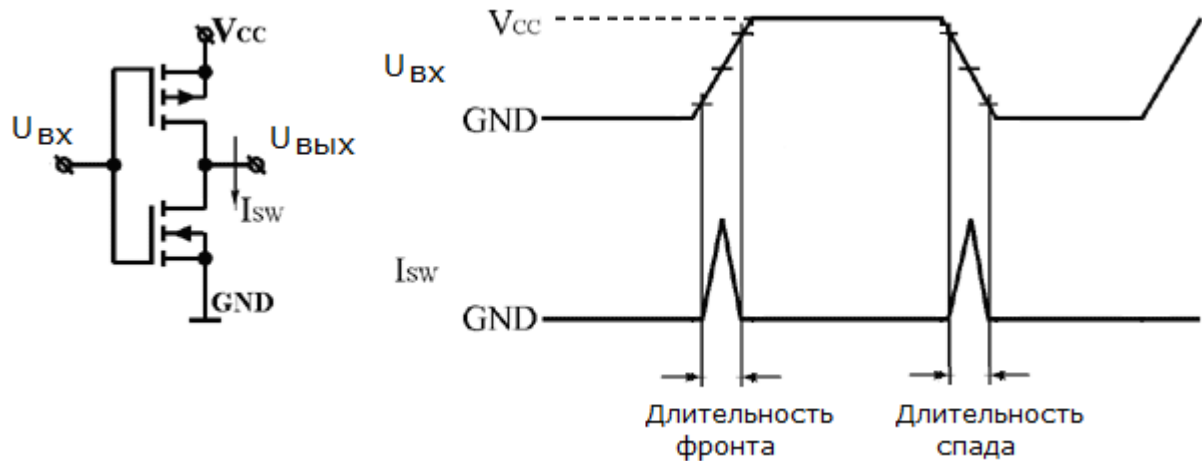 Vcc
Uвх
Uвых
Isw
GND
Vcc
Uвх
GND
Isw
GND
Длительность
фронта
Длительность
спада